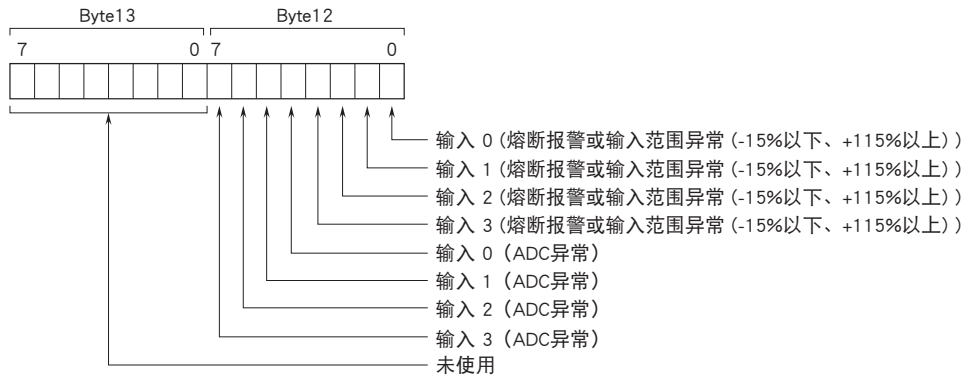 Byte13 Byte12
7 0 7 0
输入 0 (熔断报警或输入范围异常 (-15%以下、+115%以上) )
输入 1 (熔断报警或输入范围异常 (-15%以下、+115%以上) )
输入 2 (熔断报警或输入范围异常 (-15%以下、+115%以上) )
输入 3 (熔断报警或输入范围异常 (-15%以下、+115%以上) )
输入 0（ADC异常）
输入 1（ADC异常）
输入 2（ADC异常）
输入 3（ADC异常）
未使用